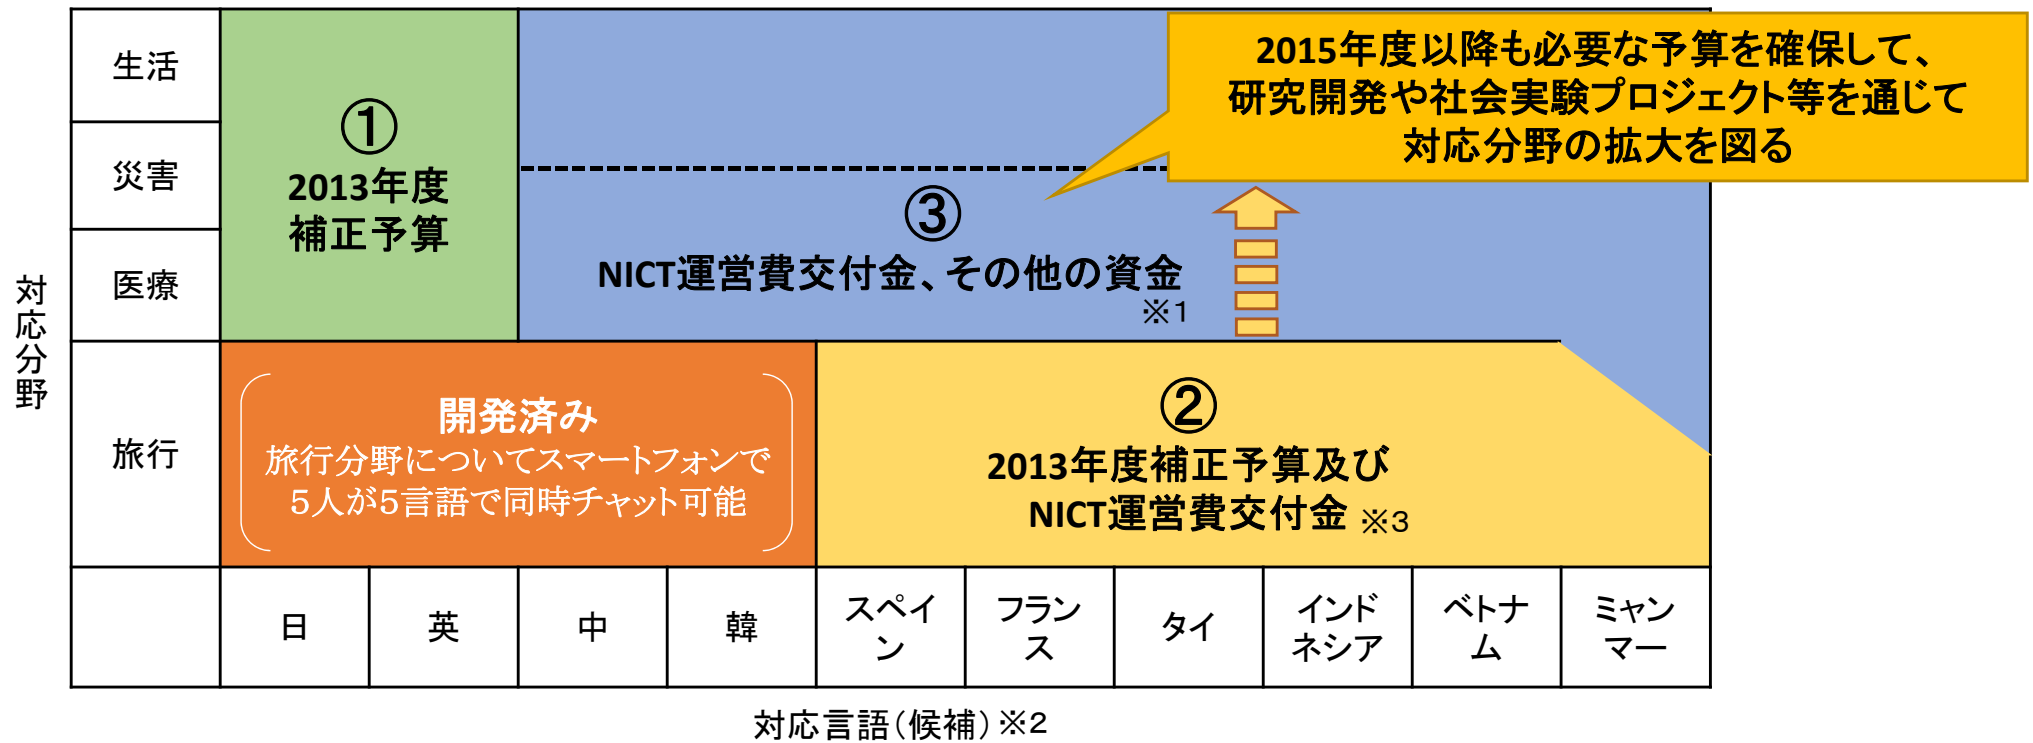 生活
災害
医療
旅行
対応分野
①
2013年度
補正予算
2015年度以降も必要な予算を確保して、
研究開発や社会実験プロジェクト等を通じて
対応分野の拡大を図る
③
NICT運営費交付金、その他の資金
※1
開発済み
旅行分野についてスマートフォンで
5人が5言語で同時チャット可能
②
2013年度補正予算及び
NICT運営費交付金 ※3
日
英
中
韓
スペイ
ン
フラン
ス
タイ
インド
ネシア
ベトナ
ム
ミャン
マー
対応言語(候補)※2